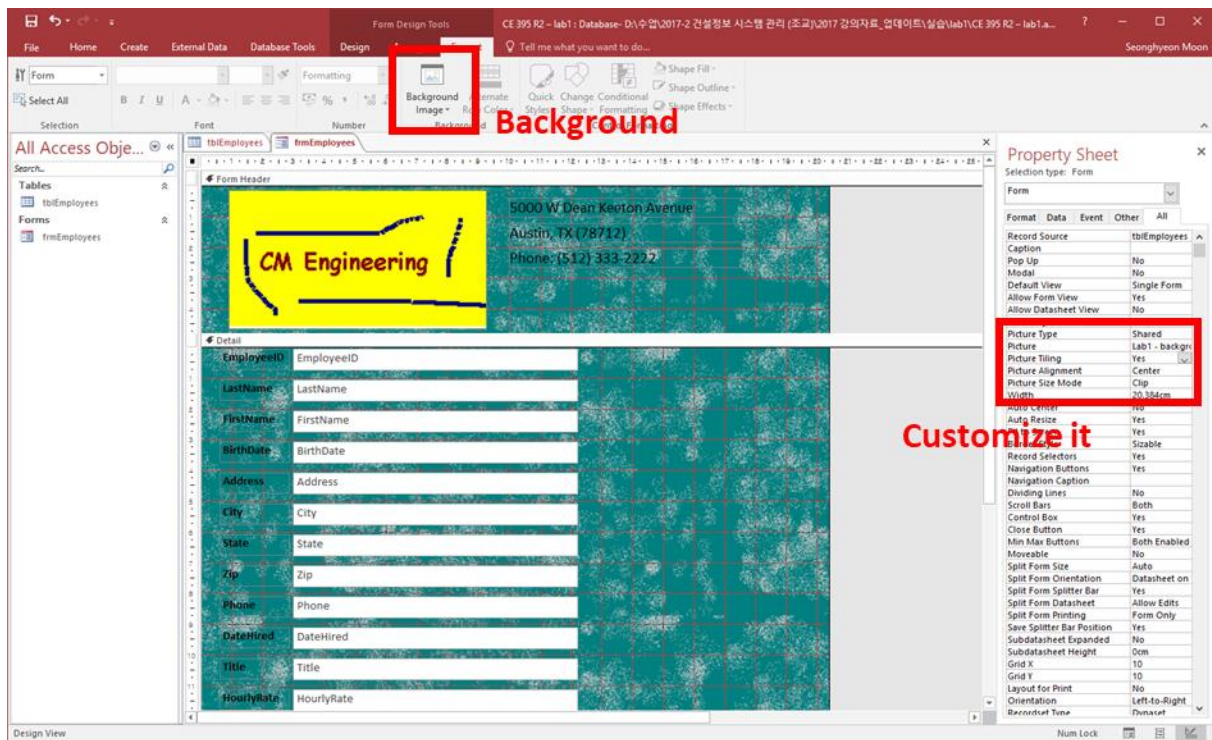 Form Design Tools
CE 395 R2 – lab1 : Database- D:\수업\2017-2 건설정보 시스템 관리 (조교)\2017 강의자료_업데이트\실습\lab1\CE 395 R2 – lab1.a...
?
File Home Create External Data Database Tools Design Tell me what you want to do...
Seonghyeon Moon
Form
Formatting
Select All
B I U
Background Image
Quick Styles
Change Shape
Conditional Formatting
Shape Fill
Shape Outline
Shape Effects
Selection Font Number
Background
All Access Obje...
Search...
Tables
tblEmployees
Forms
frmEmployees
tblEmployees frmEmployees
Form Header
CM Engineering
5000 W Dean Keeton Avenue
Austin, TX (78712)
Phone: (512) 333-2222
Detail
EmployeeID EmployeeID
LastName LastName
FirstName FirstName
BirthDate BirthDate
Address Address
City City
State State
Zip Zip
Phone Phone
DateHired DateHired
Title Title
HourlyRate HourlyRate
Property Sheet
Selection type: Form
Form
Format Data Event Other All
Record Source tblEmployees
Caption
Pop Up No
Modal No
Default View Single Form
Allow Form View Yes
Allow Datasheet View No
Picture Type Shared
Picture Lab1 - backgro
Picture Tiling Yes
Picture Alignment Center
Picture Size Mode Clip
Width 20.384cm
Auto Center No
Auto Resize Yes
Customize it
Yes
Sizable
Record Selectors Yes
Navigation Buttons Yes
Navigation Caption
Dividing Lines No
Scroll Bars Both
Control Box Yes
Close Button Yes
Min Max Buttons Both Enabled
Moveable No
Split Form Size Auto
Split Form Orientation Datasheet on
Split Form Splitter Bar Yes
Split Form Datasheet Allow Edits
Split Form Printing Form Only
Save Splitter Bar Position Yes
Subdatasheet Expanded No
Subdatasheet Height 0cm
Grid X 10
Grid Y 10
Layout for Print No
Orientation Left-to-Right
Recordset Type Dynaset
Design View
Num Lock